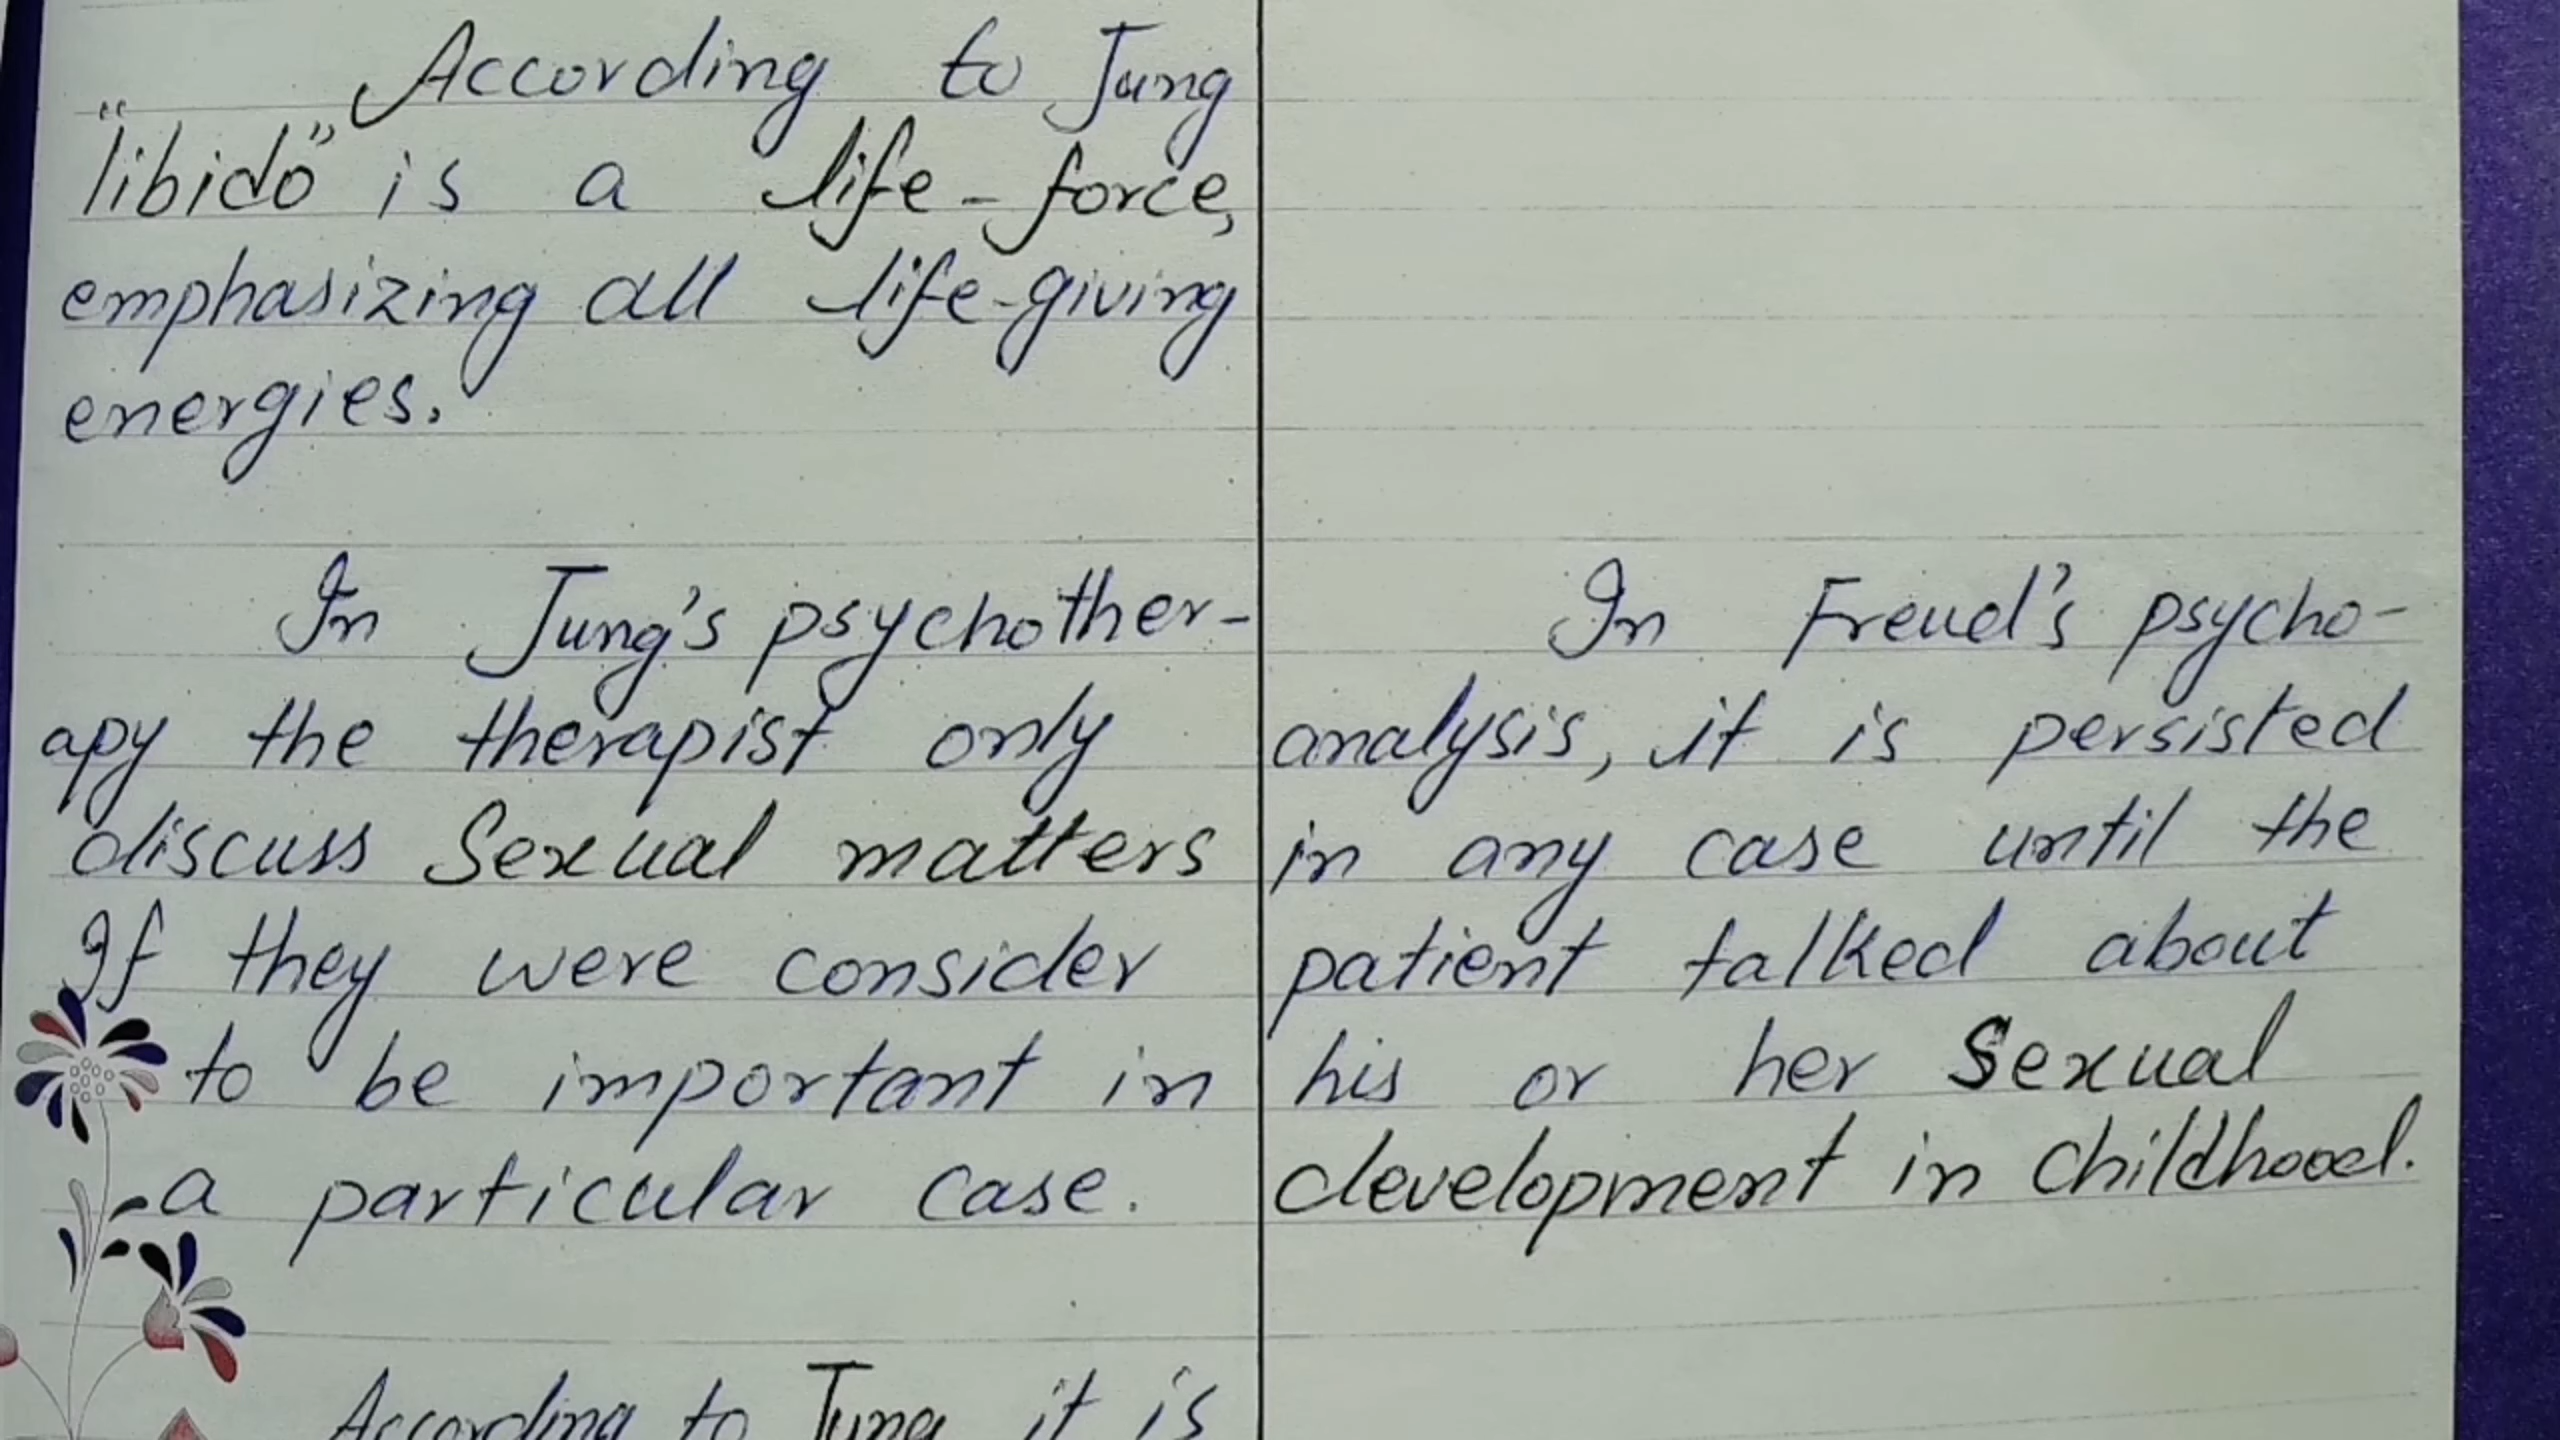 According to Jung
"libido" is a life-force,
emphasizing all life-giving
energies.
In Jung's psychother-
apy the therapist only
discuss Sexual matters
If they were consider
to be important in
a particular case.
According to Jung it is
In Freud's psycho-
analysis, it is persisted
in any case until the
patient talked about
his or her Sexual
development in childhood.